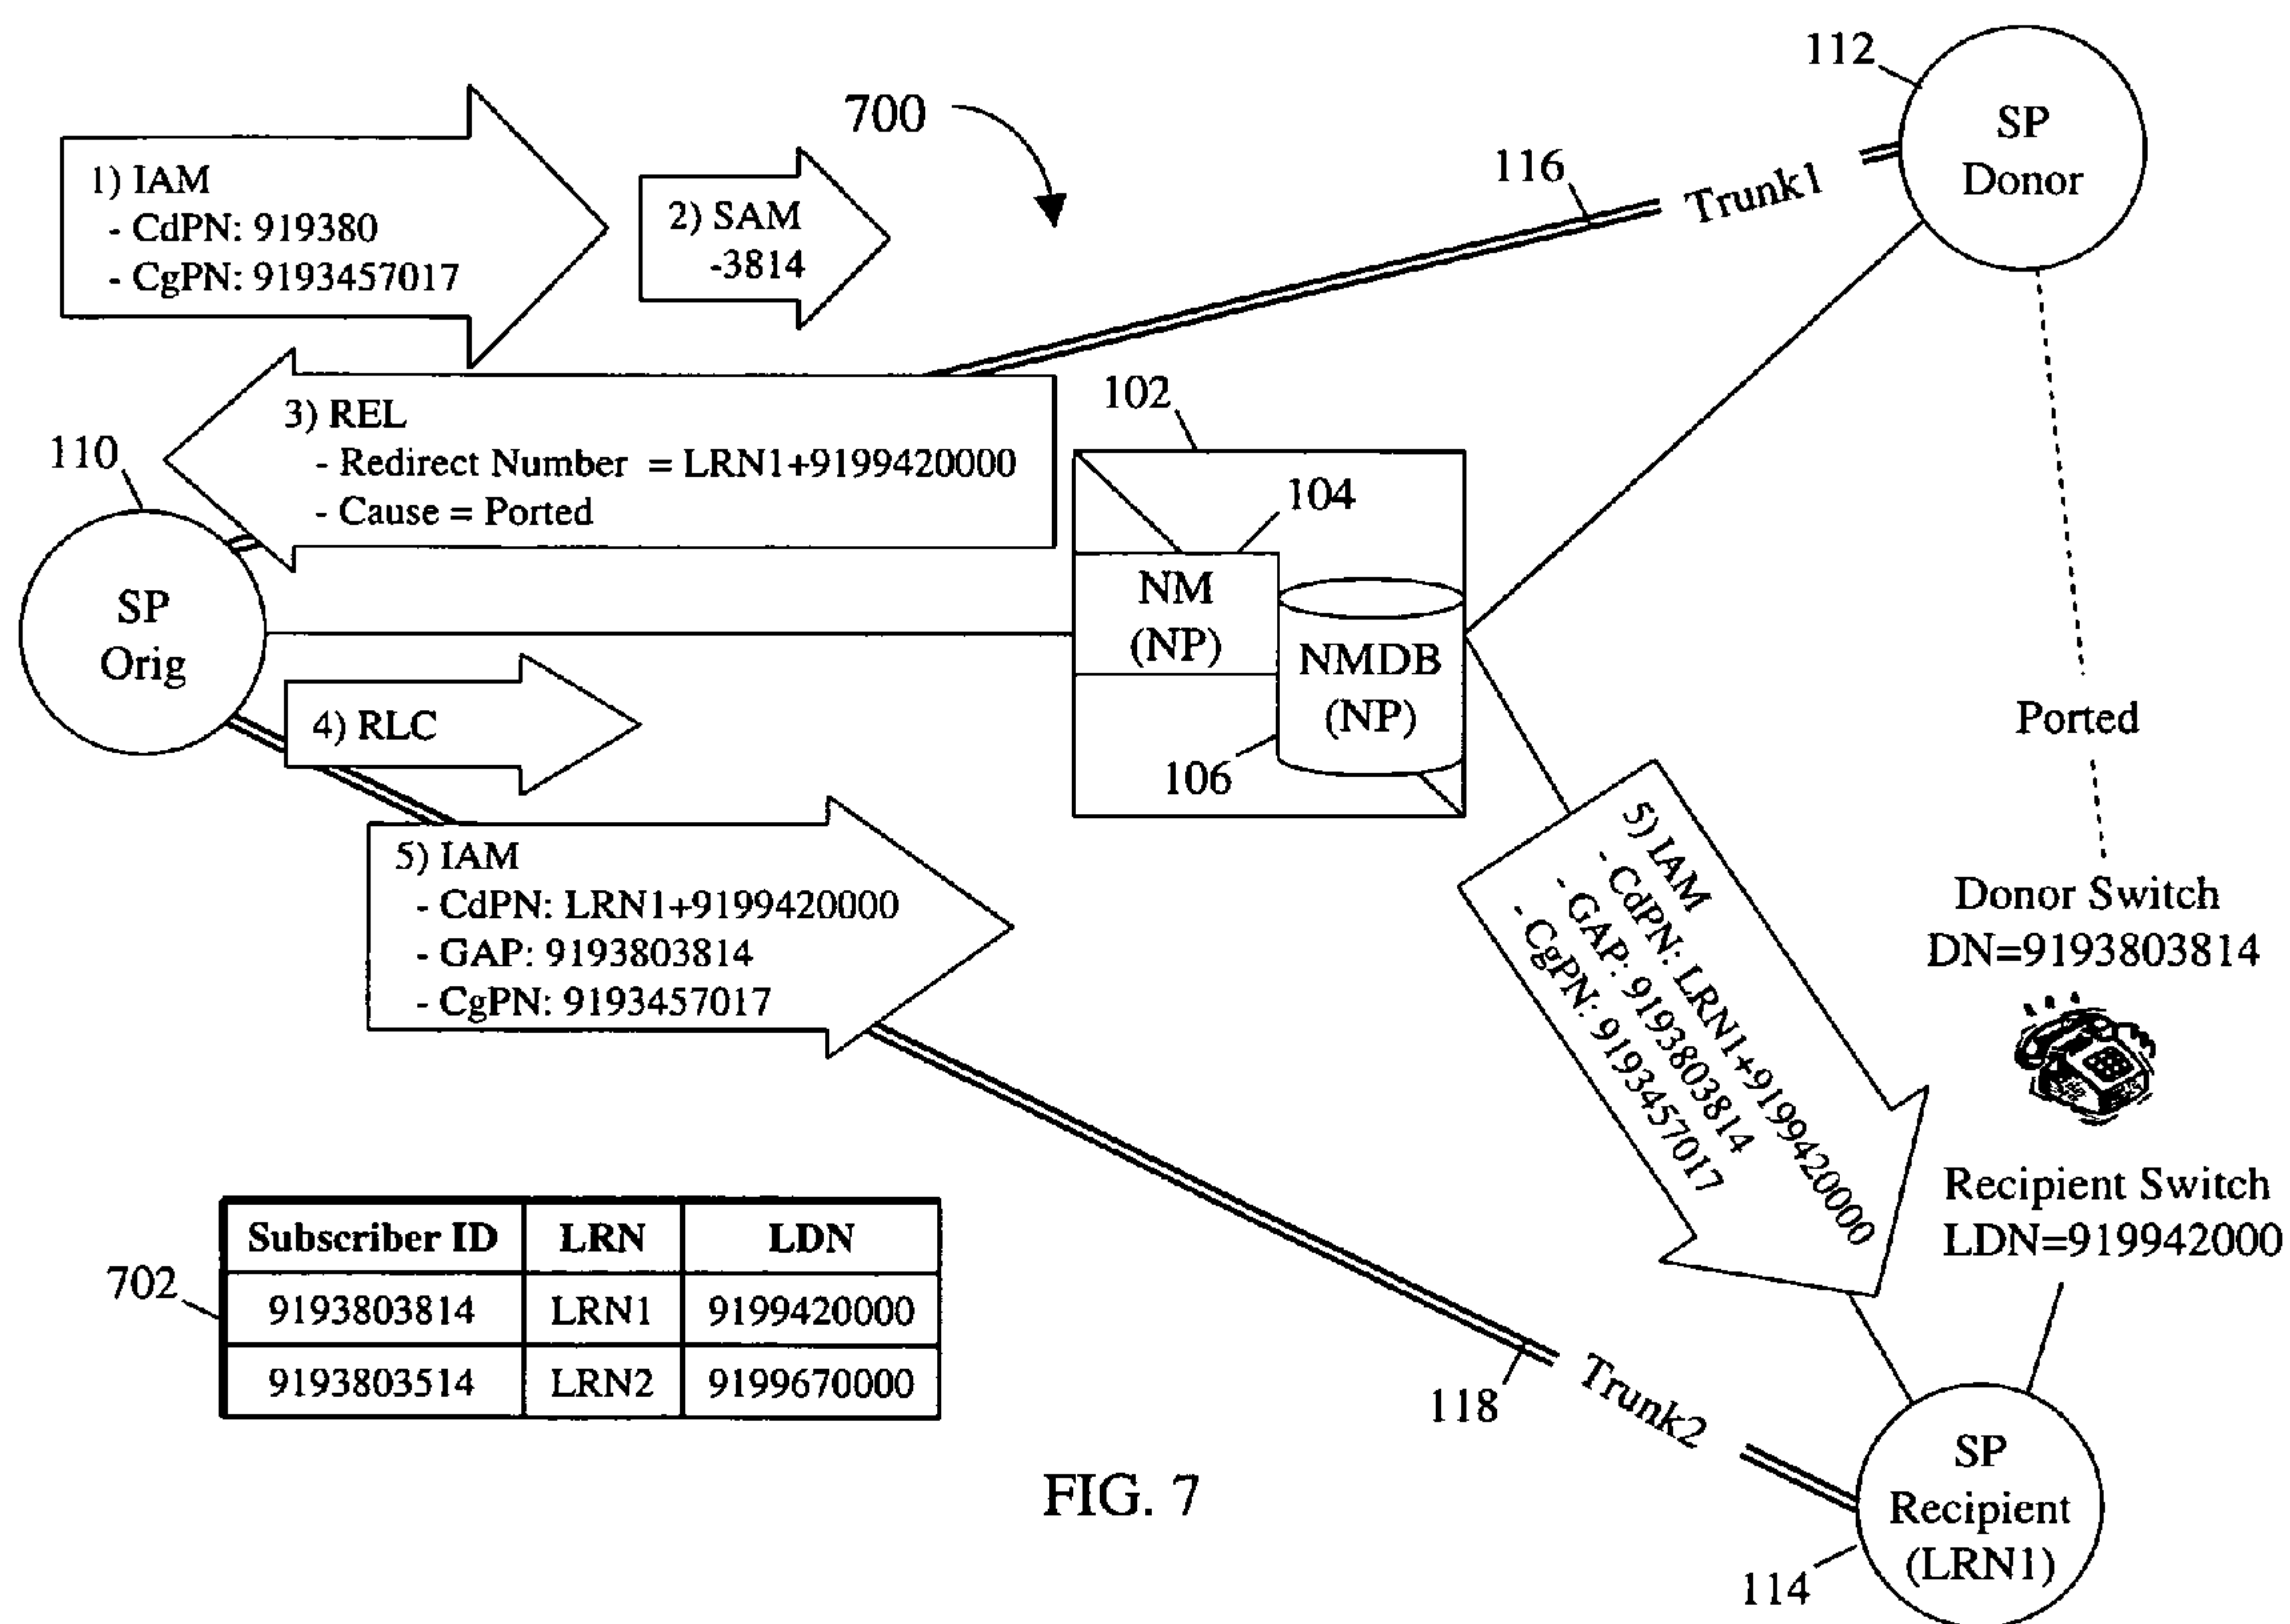 112
SP
Donor
700
1) IAM
- CdPN: 919380
- CgPN: 9193457017
2) SAM
-3814
116
Trunk1
3) REL
- Redirect Number = LRN1+9199420000
- Cause = Ported
102
104
110
SP
Orig
NM
(NP)
NMDB
(NP)
106
4) RLC
Ported
5) IAM
- CdPN: LRN1+9199420000
- GAP: 9193803814
- CgPN: 9193457017
5) IAM
- CdPN: LRN1+9199420000
- GAP: 9193803814
- CgPN: 9193457017
Donor Switch
DN=9193803814
Recipient Switch
LDN=919942000
702
Subscriber ID LRN LDN
9193803814 LRN1 9199420000
9193803514 LRN2 9199670000
118
Trunk2
SP
Recipient
(LRN1)
114
FIG. 7